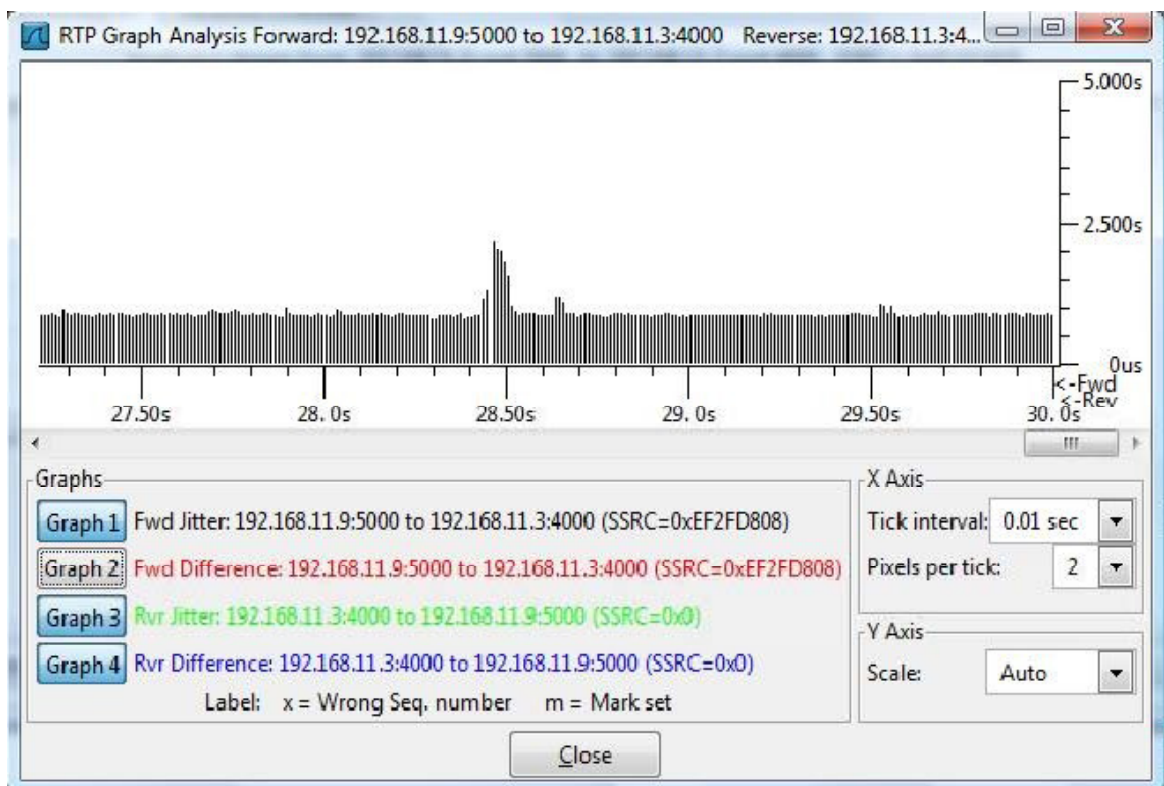 RTP Graph Analysis Forward: 192.168.11.9:5000 to 192.168.11.3:4000 Reverse: 192.168.11.3:4...
5.000s
2.500s
0us
<-Fwd
<-Rev
27.50s 28. 0s 28.50s 29. 0s 29.50s 30. 0s
Graphs
Graph 1 Fwd Jitter: 192.168.11.9:5000 to 192.168.11.3:4000 (SSRC=0xEF2FD808)
Graph 2 Fwd Difference: 192.168.11.9:5000 to 192.168.11.3:4000 (SSRC=0xEF2FD808)
Graph 3 Rvr Jitter: 192.168.11.3:4000 to 192.168.11.9:5000 (SSRC=0x0)
Graph 4 Rvr Difference: 192.168.11.3:4000 to 192.168.11.9:5000 (SSRC=0x0)
Label: x = Wrong Seq. number m = Mark set
X Axis
Tick interval: 0.01 sec
Pixels per tick: 2
Y Axis
Scale: Auto
Close